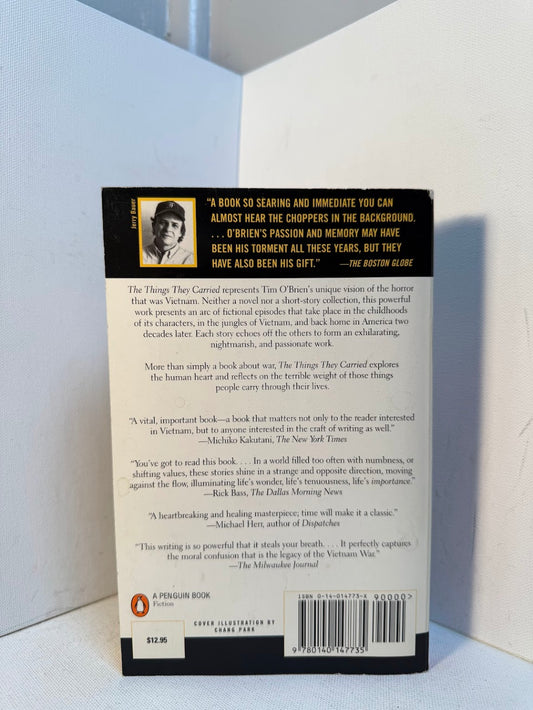 Jerry Bauer
"A BOOK SO SEARING AND IMMEDIATE YOU CAN
ALMOST HEAR THE CHOPPERS IN THE BACKGROUND.
. . . O'BRIEN'S PASSION AND MEMORY MAY HAVE
BEEN HIS TORMENT ALL THESE YEARS, BUT THEY
HAVE ALSO BEEN HIS GIFT." —THE BOSTON GLOBE
The Things They Carried represents Tim O'Brien's unique vision of the horror
that was Vietnam. Neither a novel nor a short-story collection, this powerful
work presents an arc of fictional episodes that take place in the childhoods
of its characters, in the jungles of Vietnam, and back home in America two
decades later. Each story echoes off the others to form an exhilarating,
nightmarish, and passionate work.
More than simply a book about war, The Things They Carried explores
the human heart and reflects on the terrible weight of those things
people carry through their lives.
"A vital, important book—a book that matters not only to the reader interested
in Vietnam, but to anyone interested in the craft of writing as well."
—Michiko Kakutani, The New York Times
"You've got to read this book. . . . In a world filled too often with numbness, or
shifting values, these stories shine in a strange and opposite direction, moving
against the flow, illuminating life's wonder, life's tenuousness, life's importance."
—Rick Bass, The Dallas Morning News
"A heartbreaking and healing masterpiece; time will make it a classic."
—Michael Herr, author of Dispatches
"This writing is so powerful that it steals your breath. . . . It perfectly captures
the moral confusion that is the legacy of the Vietnam War."
—The Milwaukee Journal
A PENGUIN BOOK
Fiction
$12.95
COVER ILLUSTRATION BY
CHANG PARK
ISBN 0-14-014773-X
90000>
9 780140 147735